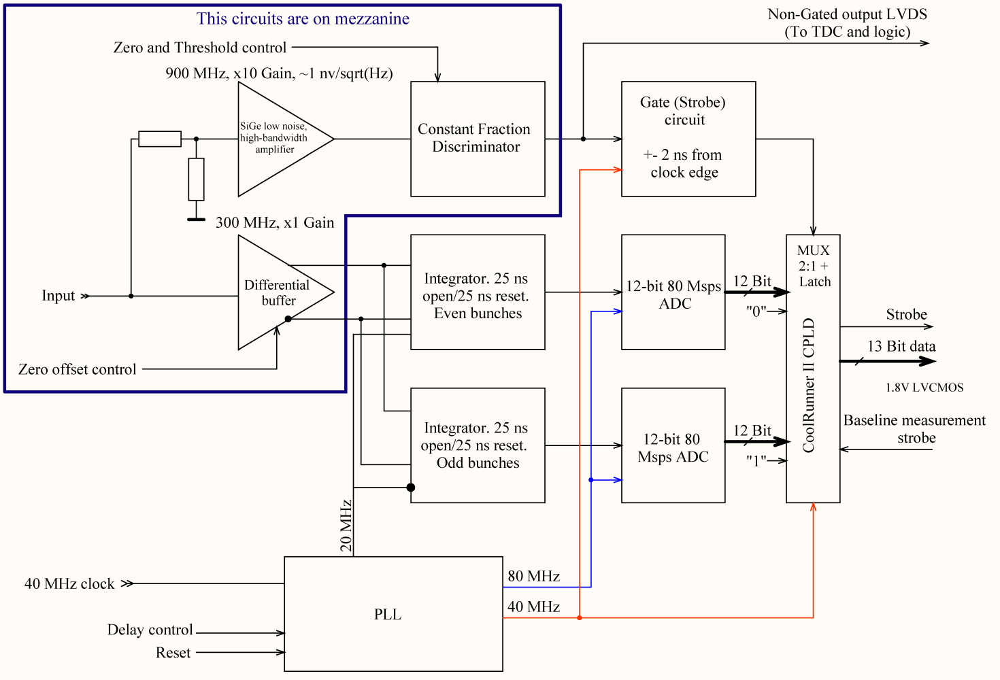 This circuits are on mezzanine
Non-Gated output LVDS
(To TDC and logic)
Zero and Threshold control
900 MHz, x10 Gain, ~1 nv/sqrt(Hz)
SiGe low noise,
high-bandwidth
amplifier
Constant Fraction
Discriminator
Gate (Strobe)
circuit
+- 2 ns from
clock edge
300 MHz, x1 Gain
Input
Differential
buffer
Zero offset control
Integrator. 25 ns
open/25 ns reset.
Even bunches
12-bit 80 Msps
ADC
12 Bit
"0"
MUX
2:1 +
Latch
CoolRunner II CPLD
Strobe
13 Bit data
1.8V LVCMOS
Baseline measurement
strobe
Integrator. 25 ns
open/25 ns reset.
Odd bunches
12-bit 80
Msps ADC
12 Bit
"1"
20 MHz
40 MHz clock
Delay control
Reset
PLL
80 MHz
40 MHz